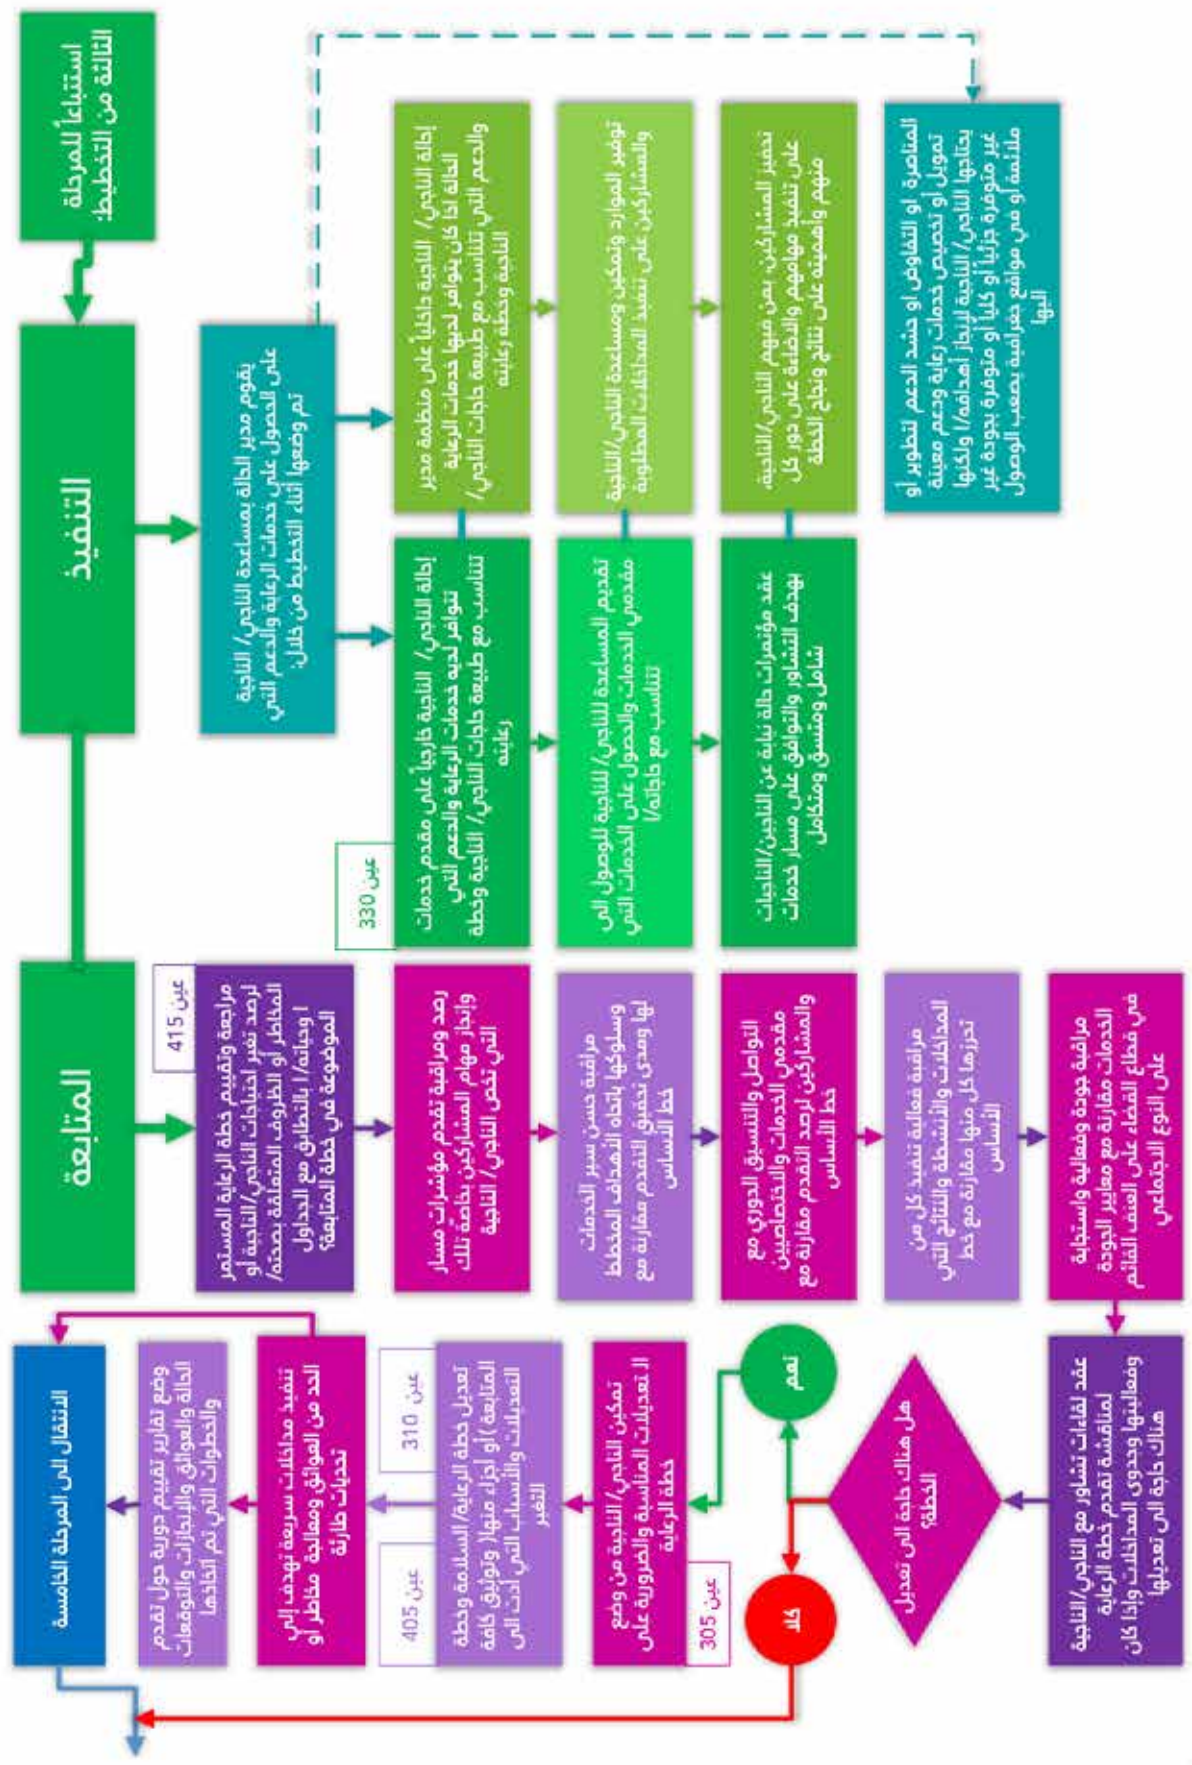 استتباعاً للمرحلة
الثالثة من التخطيط:
التنفيذ
يقوم مدير الحالة بمساعدة الناجي/ الناجية
على الحصول على خدمات الرعاية والدعم التي
تم وضعها أثناء التخطيط من خلال:
إحالة الناجي/ الناجية داخلياً على منظمة مدير
الحالة اذا كان يتوافر لديها خدمات الرعاية
والدعم التي تتناسب مع طبيعة حاجات الناجي/
الناجية وخطة رعايته
توفير الموارد وتمكين ومساعدة الناجي/الناجية
والمشاركين على تنفيذ المداخلات المطلوبة
تحفيز المشاركين، بمن فيهم الناجي/الناجية،
على تنفيذ مهامهم والاضاءة على دور كل
منهم وأهميته على نتائج ونجاح الخطة
المناصرة او التفاوض او حشد الدعم لتطوير أو
تمويل أو تخصيص خدمات رعاية ودعم معينة
يحتاجها الناجي/ الناجية لإنجاز أهدافه/ا ولكنها
غير متوفرة جزئياً أو كلياً أو متوفرة بجودة غير
ملائمة أو في مواقع جغرافية يصعب الوصول
اليها
عين 330
إحالة الناجي/ الناجية خارجياً على مقدم خدمات
تتوافر لديه خدمات الرعاية والدعم التي
تتناسب مع طبيعة حاجات الناجي/ الناجية وخطة
رعايته
تقديم المساعدة للناجي/ للناجية للوصول الى
مقدمي الخدمات والحصول على الخدمات التي
تتناسب مع حاجاته/ا
عقد مؤتمرات حالة نيابة عن الناجين/الناجيات
بهدف التشاور والتوافق على مسار خدمات
شامل ومتسق ومتكامل
المتابعة
عين 415
مراجعة وتقييم خطة الرعاية المستمر
لرصد تغير احتياجات الناجي/الناجية أو
المخاطر أو الظروف المتعلقة بصحته/
ا وحياته/ا بالتطابق مع الجداول
الموضوعة في خطة المتابعة؟
رصد ومراقبة تقدم مؤشرات مسار
وإنجاز مهام المشاركين بخاصةً تلك
التي تخص الناجي/ الناجية
مراقبة حسن سير الخدمات
وسلوكها باتجاه الاهداف المخطط
لها ومدى تحقيق التقدم مقارنة مع
خط الأساس
التواصل والتنسيق الدوري مع
مقدمي الخدمات والاختصاصيين
والمشاركين لرصد التقدم مقارنة مع
خط الأساس
مراقبة فعالية تنفيذ كل من
المداخلات والأنشطة والنتائج التي
تحرزها كل منها مقارنة مع خط
الأساس
مراقبة جودة وفعالية واستجابة
الخدمات مقارنة مع معايير الجودة
في قطاع القضاء على العنف القائم
على النوع الاجتماعي
عقد لقاءات تشاور مع الناجي/الناجية
لمناقشة تقدم خطة الرعاية
وفعاليتها وجدوى المداخلات وإذا كان
هناك حاجة الى تعديلها
هل هناك حاجة الى تعديل
الخطة؟
نعم
كلا
تمكين الناجي/ الناجية من وضع
الـ تعديلات المناسبة والضرورية على
خطة الرعاية
عين 305
تعديل خطة الرعاية/ السلامة وخطة
المتابعة) أو أجزاء منها( وتوثيق كافة
التعديلات والأسباب التي أدت الى
التغير
عين 310
عين 405
تنفيذ مداخلات سريعة تهدف إلى
الحد من العوائق ومعالجة مخاطر أو
تحديات طارئة
وضع تقارير تقييم دورية حول تقدم
الحالة والعوائق والانجازات والتوقعات
والخطوات التي تم اتخاذها
الانتقال الى المرحلة الخامسة